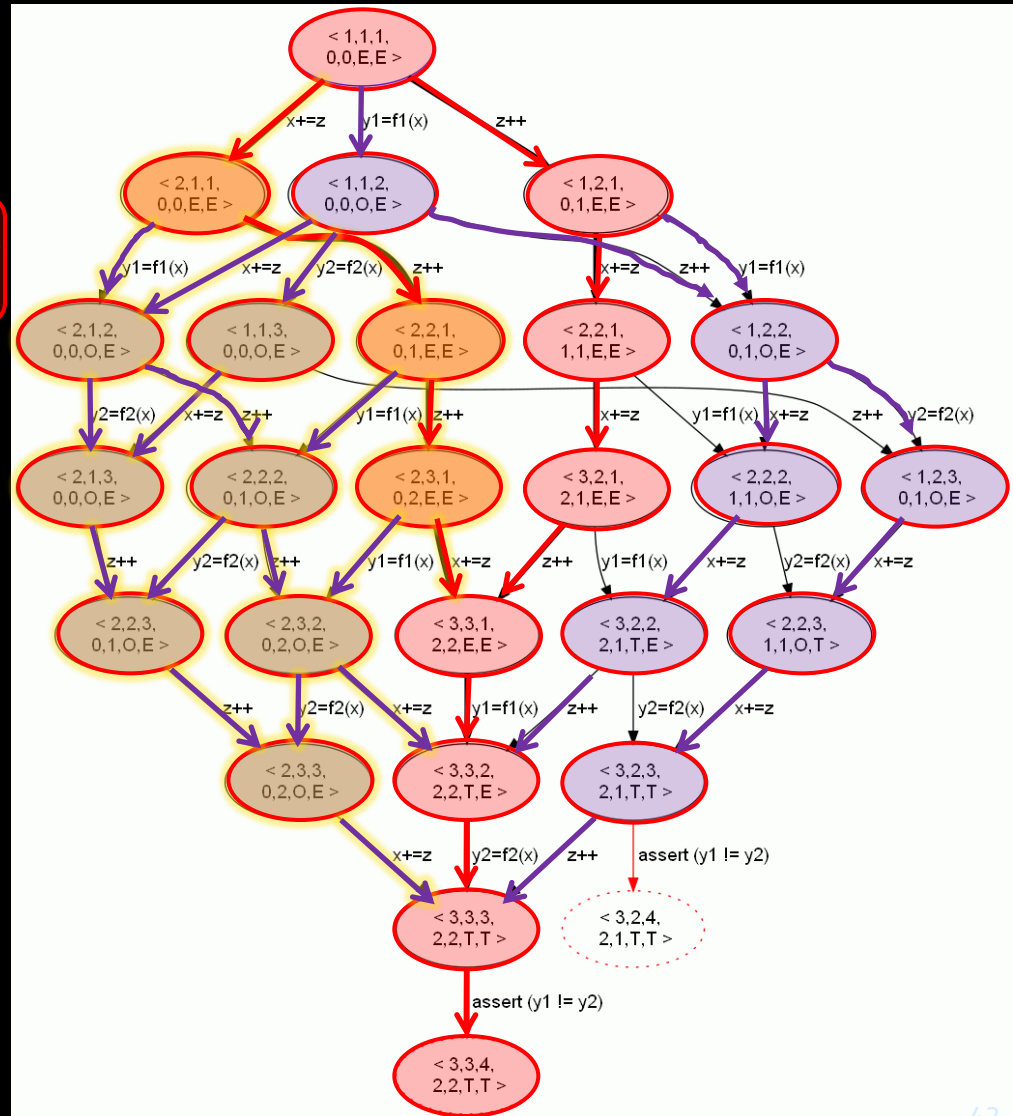 < 1,1,1,
0,0,E,E >
x+=z
y1=f1(x)
z++
< 2,1,1,
0,0,E,E >
< 1,1,2,
0,0,O,E >
< 1,2,1,
0,1,E,E >
y1=f1(x)
x+=z
y2=f2(x)
z++
x+=z
z++
y1=f1(x)
< 2,1,2,
0,0,O,E >
< 1,1,3,
0,0,O,E >
< 2,2,1,
0,1,E,E >
< 2,2,1,
1,1,E,E >
< 1,2,2,
0,1,O,E >
y2=f2(x)
x+=z
z++
y1=f1(x)
z++
x+=z
y1=f1(x)
x+=z
z++
y2=f2(x)
< 2,1,3,
0,0,O,E >
< 2,2,2,
0,1,O,E >
< 2,3,1,
0,2,E,E >
< 3,2,1,
2,1,E,E >
< 2,2,2,
1,1,O,E >
< 1,2,3,
0,1,O,E >
z++
y2=f2(x)
z++
y1=f1(x)
x+=z
z++
y1=f1(x)
x+=z
y2=f2(x)
x+=z
< 2,2,3,
0,1,O,E >
< 2,3,2,
0,2,O,E >
< 3,3,1,
2,2,E,E >
< 3,2,2,
2,1,T,E >
< 2,2,3,
1,1,O,T >
z++
y2=f2(x)
x+=z
y1=f1(x)
z++
y2=f2(x)
x+=z
< 2,3,3,
0,2,O,E >
< 3,3,2,
2,2,T,E >
< 3,2,3,
2,1,T,T >
x+=z
y2=f2(x)
z++
assert (y1 != y2)
< 3,3,3,
2,2,T,T >
< 3,2,4,
2,1,T,T >
assert (y1 != y2)
< 3,3,4,
2,2,T,T >